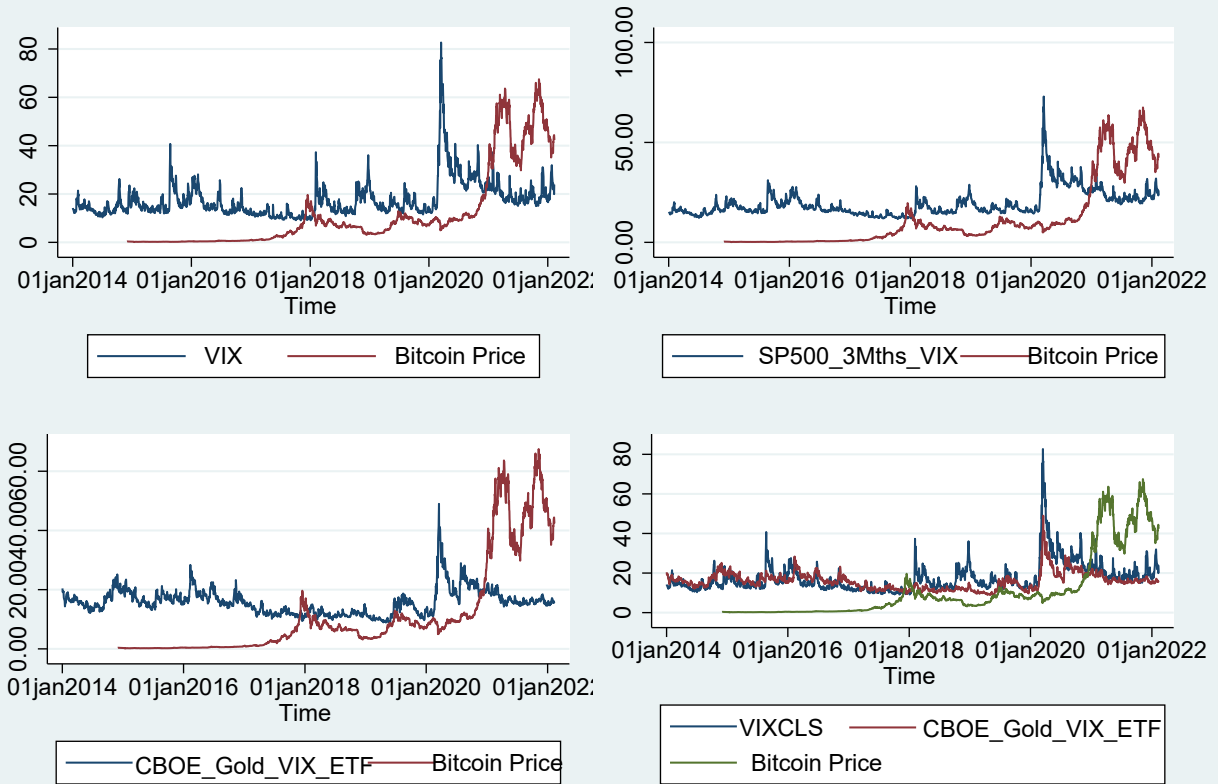 80
60
40
20
0
01jan2014 01jan2016 01jan2018 01jan2020 01jan2022
Time
VIX Bitcoin Price
100.00
50.00
0.00
01jan2014 01jan2016 01jan2018 01jan2020 01jan2022
Time
SP500_3Mths_VIX Bitcoin Price
60.00
40.00
20.00
0.00
01jan2014 01jan2016 01jan2018 01jan2020 01jan2022
Time
CBOE_Gold_VIX_ETF Bitcoin Price
80
60
40
20
0
01jan2014 01jan2016 01jan2018 01jan2020 01jan2022
Time
VIXCLS CBOE_Gold_VIX_ETF
Bitcoin Price